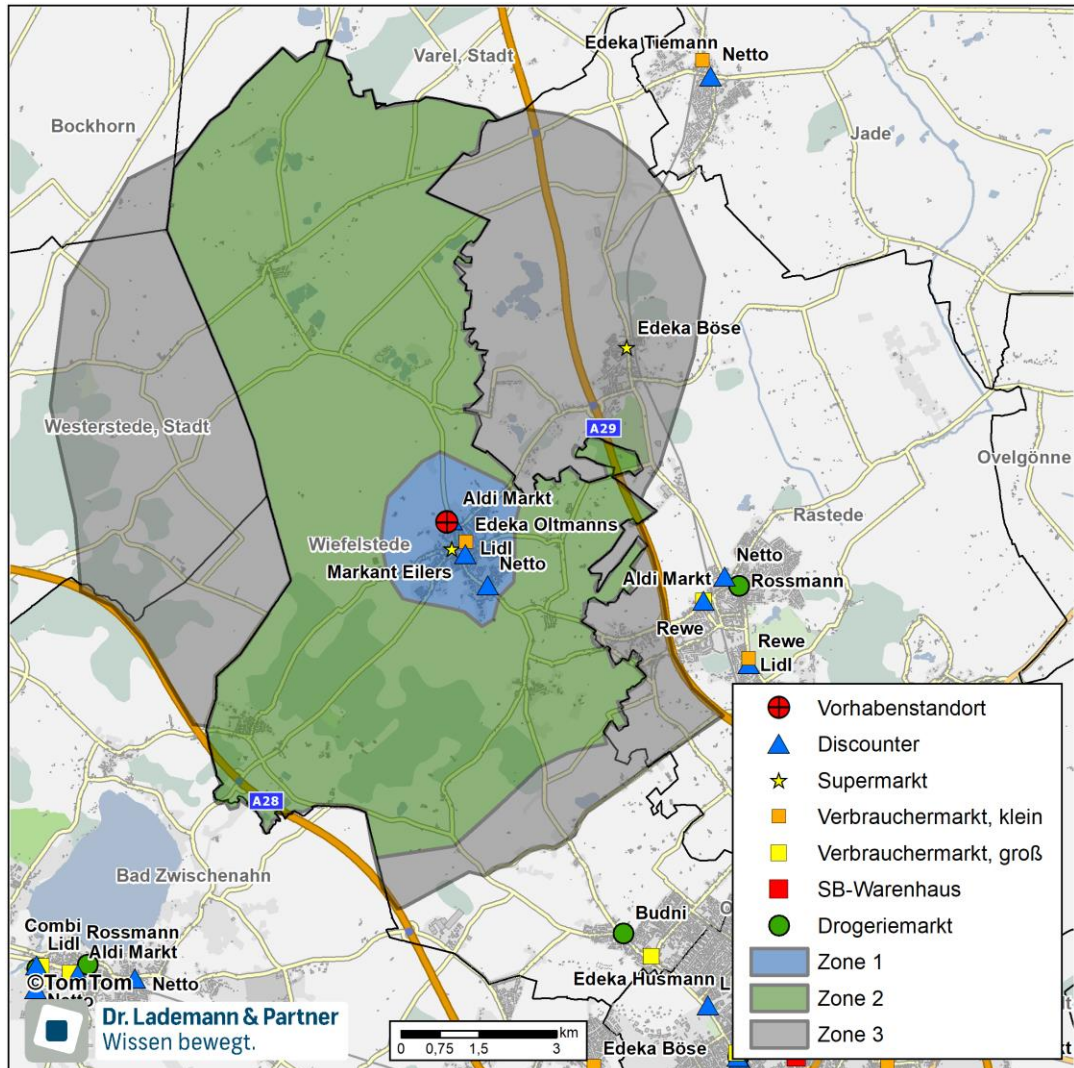 Edeka Tiemann
Netto
Varel, Stadt
Bockhorn
Jade
Edeka Böse
Westerstede, Stadt
A29
Ovelgönne
Aldi Markt
Rastede
Edeka Oltmanns
Wiefelstede
Lidl
Netto
Markant Eilers
Netto
Aldi Markt
Rossmann
Rewe
Rewe
Lidl
A28
Bad Zwischenahn
Vorhabenstandort
Discounter
Supermarkt
Verbrauchermarkt, klein
Verbrauchermarkt, groß
SB-Warenhaus
Drogeriemarkt
Zone 1
Zone 2
Zone 3
Budni
Edeka Husmann
Combi
Rossmann
Lidl
Aldi Markt
©TomTom
Netto
Netto
Dr. Lademann & Partner
Wissen bewegt.
km
0 0,75 1,5 3
Edeka Böse